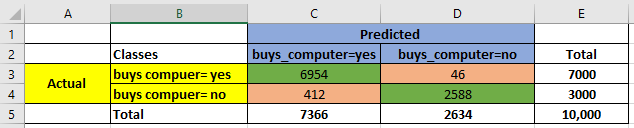 A B C D E
1 Predicted
2 Classes buys_computer=yes buys_computer=no Total
3 Actual buys compuer= yes 6954 46 7000
4 buys compuer= no 412 2588 3000
5 Total 7366 2634 10,000